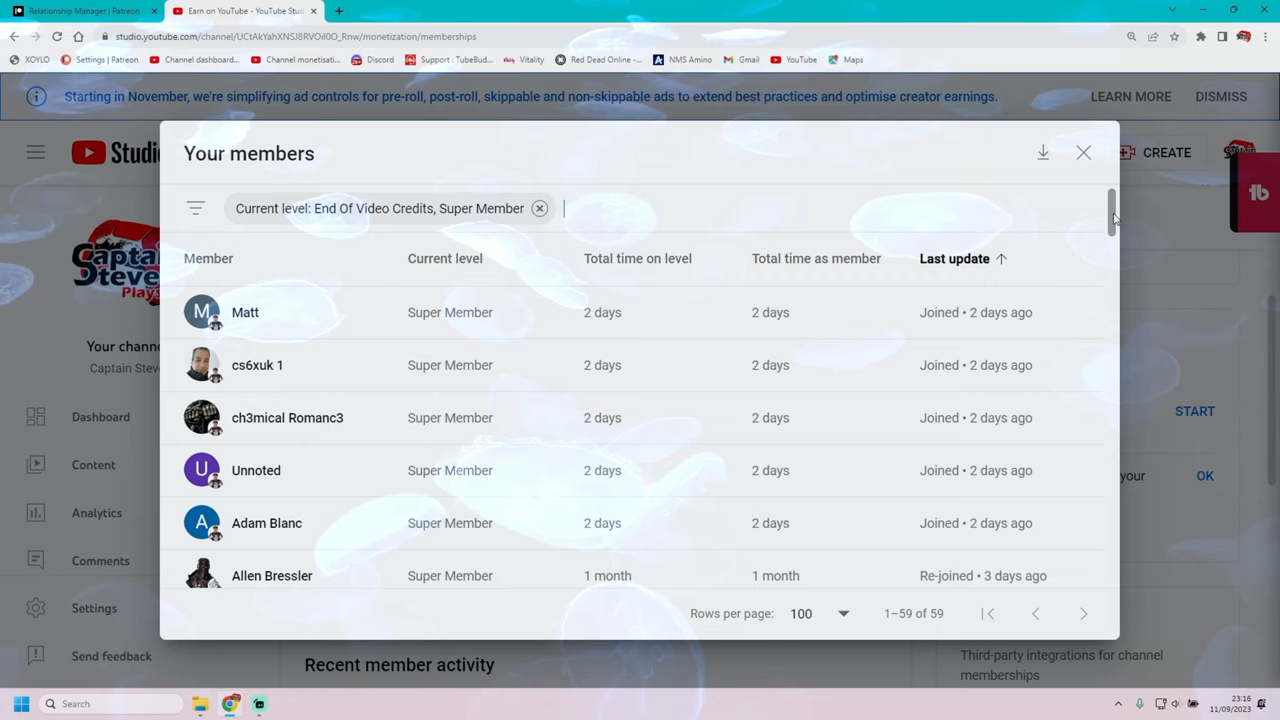 Relationship Manager | Patreon
Earn on YouTube - YouTube Stud
studio.youtube.com/channel/UCtAkYahXNSJ8RVOil0O_Rnw/monetization/memberships
XOYLO
Settings | Patreon
Channel dashboard...
Channel monetisati...
Discord
Support : TubeBud...
Vitality
Red Dead Online -...
NMS Amino
Gmail
YouTube
Maps
Starting in November, we're simplifying ad controls for pre-roll, post-roll, skippable and non-skippable ads to extend best practices and optimise creator earnings.
LEARN MORE
DISMISS
Studio
CREATE
Your members
Current level: End Of Video Credits, Super Member
Member Current level Total time on level Total time as member Last update
M Matt Super Member 2 days 2 days Joined • 2 days ago
cs6xuk 1 Super Member 2 days 2 days Joined • 2 days ago
ch3mical Romanc3 Super Member 2 days 2 days Joined • 2 days ago
U Unnoted Super Member 2 days 2 days Joined • 2 days ago
A Adam Blanc Super Member 2 days 2 days Joined • 2 days ago
Allen Bressler Super Member 1 month 1 month Re-joined • 3 days ago
Rows per page: 100 1–59 of 59
Captain
Steve
Plays
Your chann
Captain Steve
Dashboard
Content
Analytics
Comments
Settings
Send feedback
START
your
OK
tb
Recent member activity
Third-party integrations for channel
memberships
Search
23:16
11/09/2023